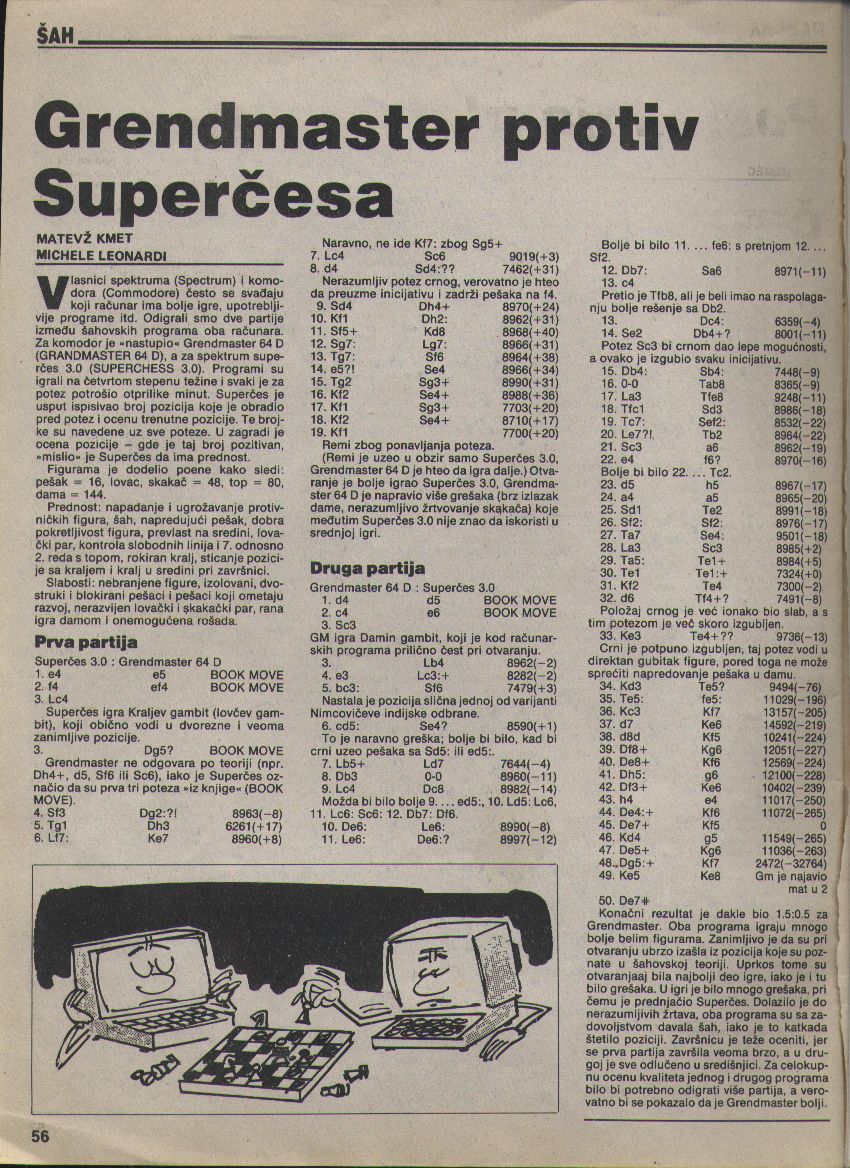 ŠAH
Grendmaster protiv
Superčesa
MATEVŽ KMET
MICHELE LEONARDI
Vlasnici spektruma (Spectrum) i komo-
dora (Commodore) često se svađaju
koji računar ima bolje igre, upotreblji-
vije programe itd. Odigrali smo dve partije
između šahovskih programa oba računara.
Za komodor je »nastupio« Grendmaster 64 D
(GRANDMASTER 64 D), a za spektrum supe-
rčes 3.0 (SUPERCHESS 3.0). Programi su
igrali na četvrtom stepenu težine i svaki je za
potez potrošio otprilike minut. Superčes je
usput ispisivao broj pozicija koje je obradio
pred potez i ocenu trenutne pozicije. Te broj-
ke su navedene uz sve poteze. U zagradi je
ocena pozicije – gde je taj broj pozitivan,
»mislio« je Superčes da ima prednost.
Figurama je dodelio poene kako sledi:
pešak = 16, lovac, skakač = 48, top = 80,
dama = 144.
Prednost: napadanje i ugrožavanje protiv-
ničkih figura, šah, napredujući pešak, dobra
pokretljivost figura, prevlast na sredini, lova-
čki par, kontrola slobodnih linija i 7. odnosno
2. reda s topom, rokiran kralj, sticanje pozici-
je sa kraljem i kralj u sredini pri završnici.
Slabosti: nebranjene figure, izolovani, dvo-
struki i blokirani pešaci i pešaci koji ometaju
razvoj, nerazvijen lovački i skakački par, rana
igra damom i onemogućena rošada.
Prva partija
Superčes 3.0 : Grendmaster 64 D
1. e4 e5 BOOK MOVE
2. f4 ef4 BOOK MOVE
3. Lc4
Superčes igra Kraljev gambit (lovčev gam-
bit), koji obično vodi u dvorezne i veoma
zanimljive pozicije.
3. Dg5? BOOK MOVE
Grendmaster ne odgovara po teoriji (npr.
Dh4+, d5, Sf6 ili Sc6), iako je Superčes oz-
načio da su prva tri poteza »iz knjige« (BOOK
MOVE).
4. Sf3 Dg2:?! 8963(−8)
5. Tg1 Dh3 6261(+17)
6. Lf7: Ke7 8960(+8)
Naravno, ne ide Kf7: zbog Sg5+
7. Lc4 Sc6 9019(+3)
8. d4 Sd4:?? 7462(+31)
Nerazumljiv potez crnog, verovatno je hteo
da preuzme inicijativu i zadrži pešaka na f4.
9. Sd4 Dh4+ 8970(+24)
10. Kf1 Dh2: 8962(+31)
11. Sf5+ Kd8 8968(+40)
12. Sg7: Lg7: 8966(+31)
13. Tg7: Sf6 8964(+38)
14. e5?! Se4 8966(+34)
15. Tg2 Sg3+ 8990(+31)
16. Kf2 Se4+ 8988(+36)
17. Kf1 Sg3+ 7703(+20)
18. Kf2 Se4+ 8710(+17)
19. Kf1 7700(+20)
Remi zbog ponavljanja poteza.
(Remi je uzeo u obzir samo Superčes 3.0,
Grendmaster 64 D je hteo da igra dalje.) Otva-
ranje je bolje igrao Superčes 3.0, Grendma-
ster 64 D je napravio više grešaka (brz izlazak
dame, nerazumljivo žrtvovanje skakača) koje
međutim Superčes 3.0 nije znao da iskoristi u
srednjoj igri.
Druga partija
Grendmaster 64 D : Superčes 3.0
1. d4 d5 BOOK MOVE
2. c4 e6 BOOK MOVE
3. Sc3
GM igra Damin gambit, koji je kod računar-
skih programa prilično čest pri otvaranju.
3. Lb4 8962(−2)
4. e3 Lc3:+ 8282(−2)
5. bc3: Sf6 7479(+3)
Nastala je pozicija slična jednoj od varijanti
Nimcovičeve indijske odbrane.
6. cd5: Se4? 8590(+1)
To je naravno greška; bolje bi bilo, kad bi
crni uzeo pešaka sa Sd5: ili ed5:.
7. Lb5+ Ld7 7644(−4)
8. Db3 0-0 8960(−11)
9. Lc4 Dc8 8982(−14)
Možda bi bilo bolje 9. ... ed5:, 10. Ld5: Lc6,
11. Lc6: Sc6: 12. Db7: Df6.
10. De6: Le6: 8990(−8)
11. Le6: De6:? 8997(−12)
Bolje bi bilo 11. ... fe6: s pretnjom 12. ...
Sf2.
12. Db7: Sa6 8971(−11)
13. c4
Pretio je Tfb8, ali je beli imao na raspolaga-
nju bolje rešenje sa Db2.
13. Dc4: 6359(−4)
14. Se2 Db4+? 8001(−11)
Potez Sc3 bi crnom dao lepe mogućnosti,
a ovako je izgubio svaku inicijativu.
15. Db4: Sb4: 7448(−9)
16. 0-0 Tab8 8365(−9)
17. La3 Tfe8 9248(−11)
18. Tfc1 Sd3 8986(−18)
19. Tc7: Sef2: 8532(−22)
20. Le7?! Tb2 8964(−22)
21. Sc3 a6 8962(−19)
22. e4 f6? 8970(−16)
Bolje bi bilo 22. ... Tc2.
23. d5 h5 8967(−17)
24. a4 a5 8965(−20)
25. Sd1 Te2 8991(−18)
26. Sf2: Sf2: 8976(−17)
27. Ta7 Se4: 9501(−18)
28. La3 Sc3 8985(+2)
29. Ta5: Te1+ 8984(+5)
30. Te1 Te1:+ 7324(+0)
31. Kf2 Te4 7300(−2)
32. d6 Tf4+? 7491(−8)
Položaj crnog je već ionako bio slab, a s
tim potezom je već skoro izgubljen.
33. Ke3 Te4+?? 9736(−13)
Crni je potpuno izgubljen, taj potez vodi u
direktan gubitak figure, pored toga ne može
sprečiti napredovanje pešaka u damu.
34. Kd3 Te5? 9494(−76)
35. Te5: fe5: 11029(−196)
36. Kc3 Kf7 13157(−205)
37. d7 Ke6 14592(−219)
38. d8d Kf5 10241(−224)
39. Df8+ Kg6 12051(−227)
40. De8+ Kf6 12569(−224)
41. Dh5: g6 12100(−228)
42. Df3+ Ke6 10402(−239)
43. h4 e4 11017(−250)
44. De4:+ Kf6 11072(−265)
45. De7+ Kf5 0
46. Kd4 g5 11549(−265)
47. De5+ Kg6 11036(−263)
48. Dg5:+ Kf7 2472(−32764)
49. Ke5 Ke8 Gm je najavio
mat u 2
50. De7#
Konačni rezultat je dakle bio 1.5:0.5 za
Grendmaster. Oba programa igraju mnogo
bolje belim figurama. Zanimljivo je da su pri
otvaranju ubrzo izašla iz pozicija koje su poz-
nate u šahovskoj teoriji. Uprkos tome su
otvaranjaaj bila najbolji deo igre, iako je i tu
bilo grešaka. U igri je bilo mnogo grešaka, pri
čemu je prednjačio Superčes. Dolazilo je do
nerazumljivih žrtava, oba programa su sa za-
dovoljstvom davala šah, iako je to katkada
štetilo poziciji. Završnicu je teže oceniti, jer
se prva partija završila veoma brzo, a u dru-
goj je sve odlučeno u središnjici. Za celokup-
nu ocenu kvaliteta jednog i drugog programa
bilo bi potrebno odigrati više partija, a vero-
vatno bi se pokazalo da je Grendmaster bolji.
56